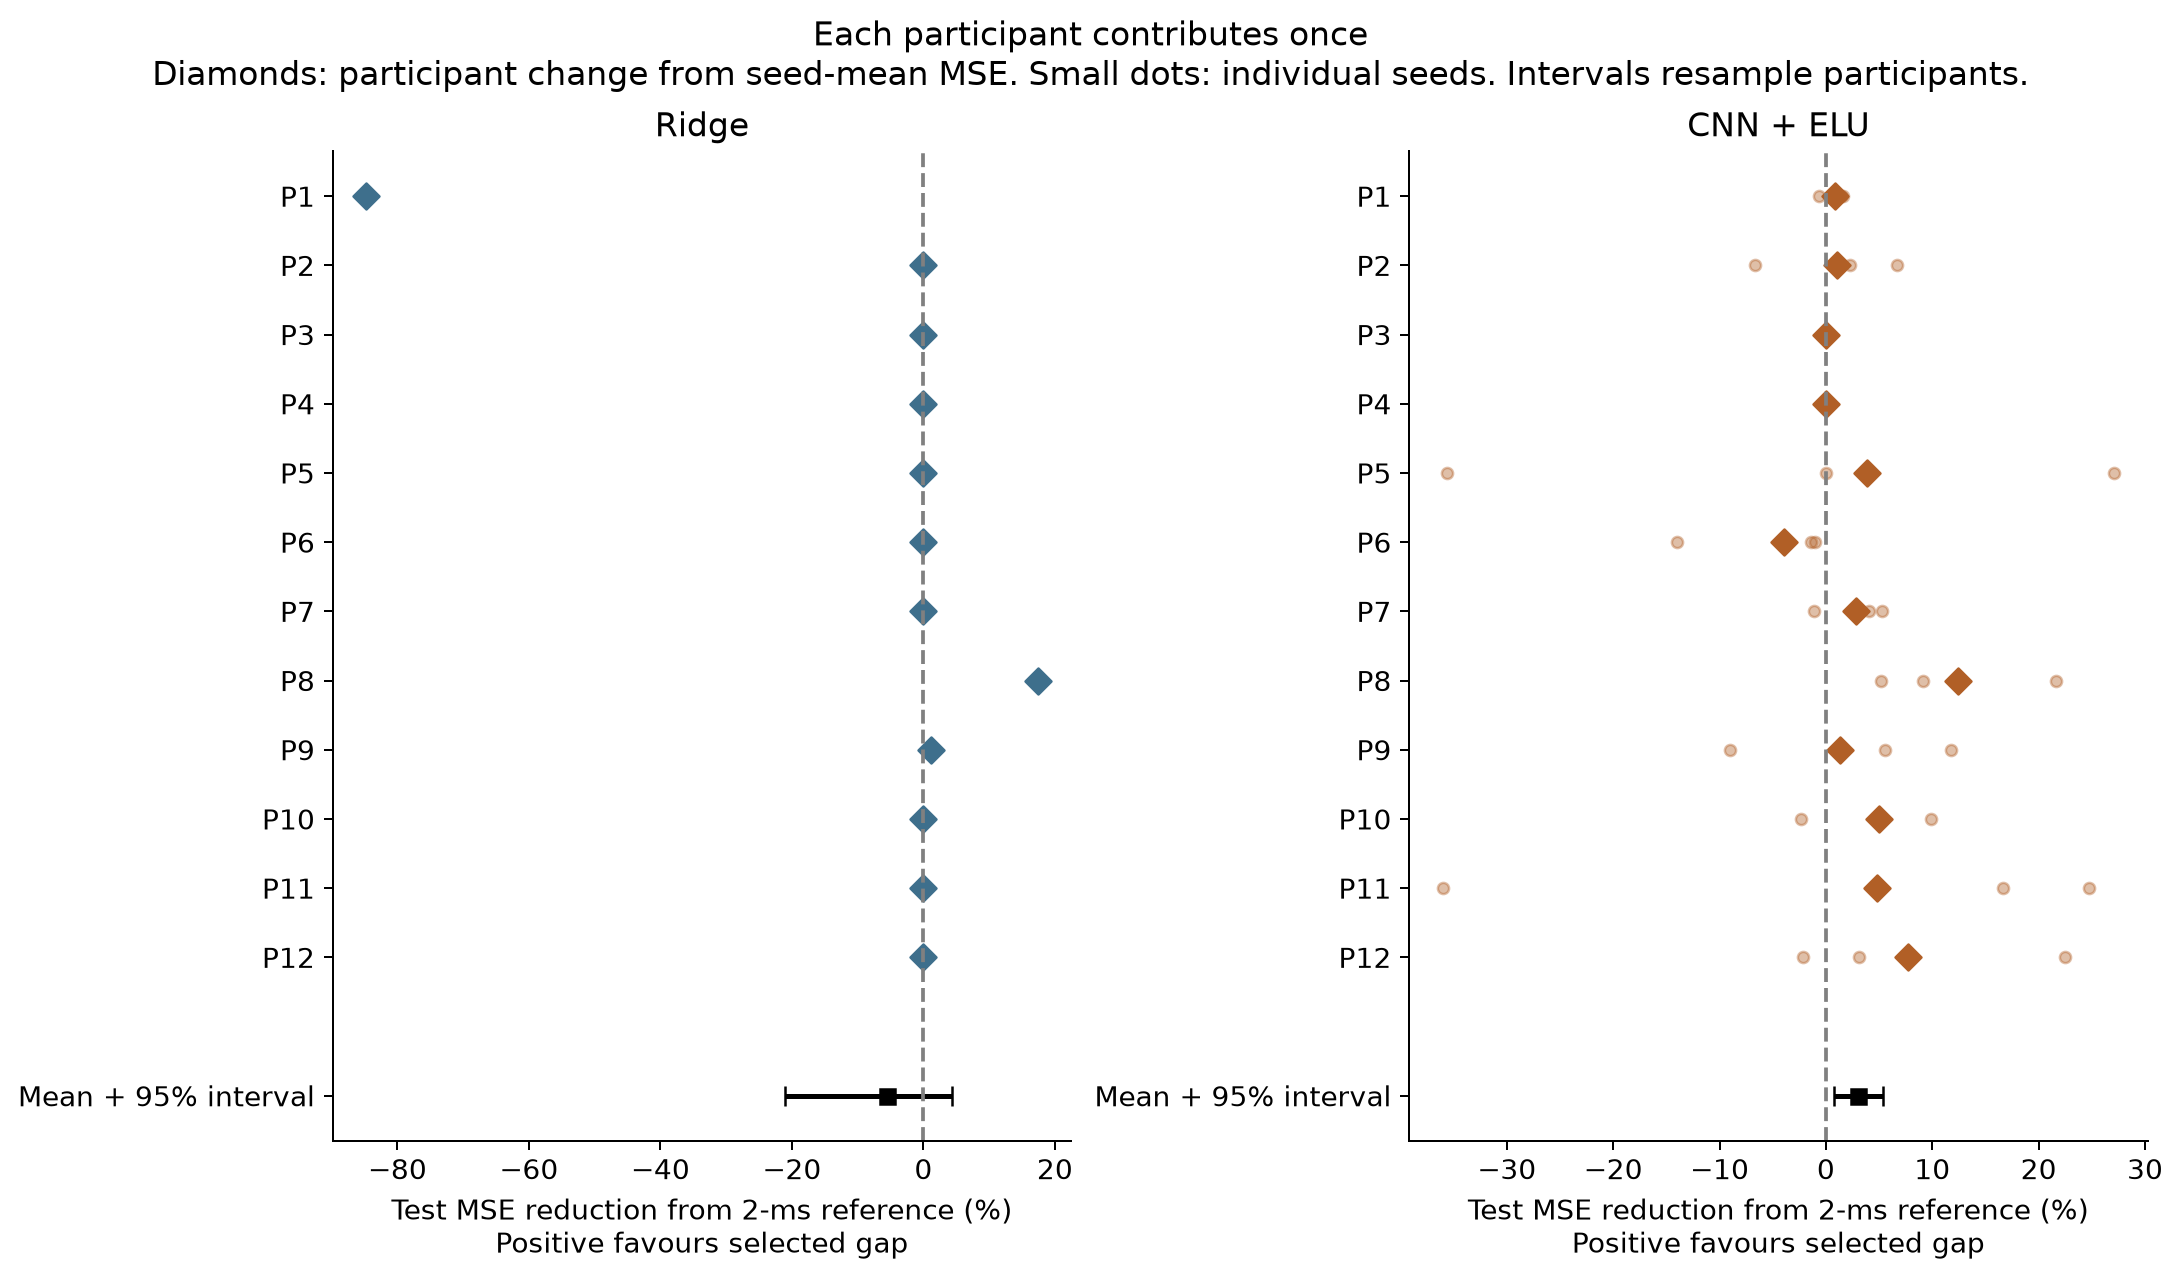 Each participant contributes once
Diamonds: participant change from seed-mean MSE. Small dots: individual seeds. Intervals resample participants.
Ridge
P1
P2
P3
P4
P5
P6
P7
P8
P9
P10
P11
P12
Mean + 95% interval
−80 −60 −40 −20 0 20
Test MSE reduction from 2-ms reference (%)
Positive favours selected gap
CNN + ELU
P1
P2
P3
P4
P5
P6
P7
P8
P9
P10
P11
P12
Mean + 95% interval
−30 −20 −10 0 10 20 30
Test MSE reduction from 2-ms reference (%)
Positive favours selected gap